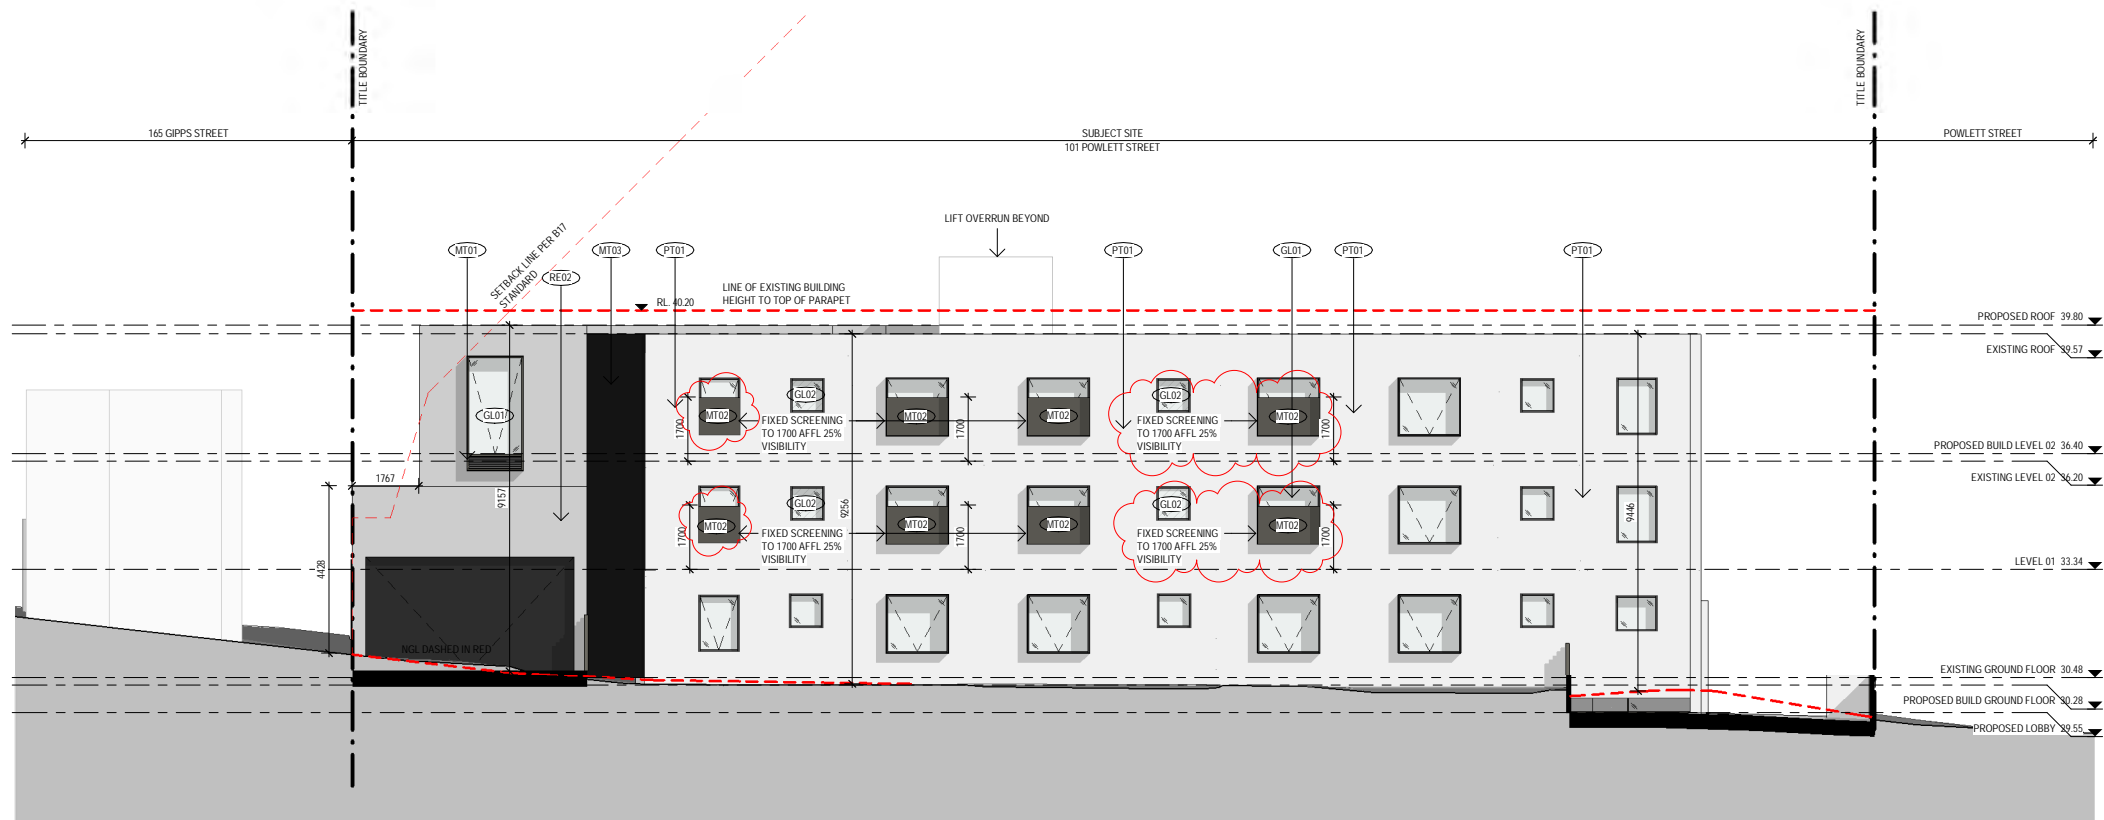 TITLE BOUNDARY
TITLE BOUNDARY
165 GIPPS STREET
SUBJECT SITE
101 POWLETT STREET
POWLETT STREET
LIFT OVERRUN BEYOND
SETBACK LINE PER B17
STANDARD
MT01
RE02
MT03
PT01
PT01
GL01
PT01
PT01
LINE OF EXISTING BUILDING
HEIGHT TO TOP OF PARAPET
RL. 40.20
PROPOSED ROOF 39.80
EXISTING ROOF 39.57
GL01
MT02
GL02
FIXED SCREENING
TO 1700 AFFL 25%
VISIBILITY
MT02
MT02
GL02
FIXED SCREENING
TO 1700 AFFL 25%
VISIBILITY
MT02
1700
1700
1700
PROPOSED BUILD LEVEL 02 36.40
EXISTING LEVEL 02 36.20
1767
9157
9256
9446
4428
MT02
GL02
FIXED SCREENING
TO 1700 AFFL 25%
VISIBILITY
MT02
MT02
GL02
FIXED SCREENING
TO 1700 AFFL 25%
VISIBILITY
MT02
1700
1700
1700
LEVEL 01 33.34
NGL DASHED IN RED
EXISTING GROUND FLOOR 30.48
PROPOSED BUILD GROUND FLOOR 30.28
PROPOSED LOBBY 29.55